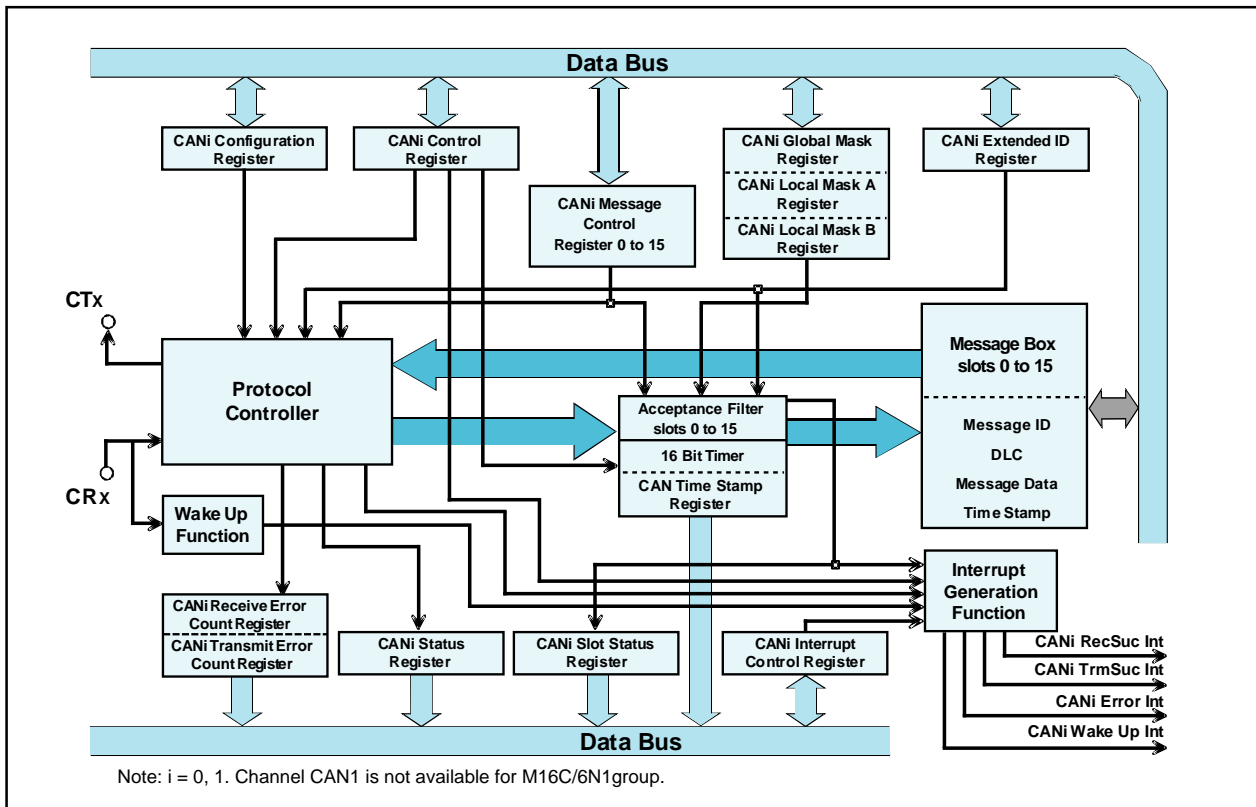 Data Bus
CANi Configuration
Register
CANi Control
Register
CANi Global Mask
Register
CANi Local Mask A
Register
CANi Local Mask B
Register
CANi Extended ID
Register
CANi Message
Control
Register 0 to 15
CTx
Protocol
Controller
Message Box
slots 0 to 15
Message ID
DLC
Message Data
Time Stamp
Acceptance Filter
slots 0 to 15
16 Bit Timer
CAN Time Stamp
Register
CRx
Wake Up
Function
Interrupt
Generation
Function
CANi Receive Error
Count Register
CANi Transmit Error
Count Register
CANi Status
Register
CANi Slot Status
Register
CANi Interrupt
Control Register
CANi RecSuc Int
CANi TrmSuc Int
CANi Error Int
CANi Wake Up Int
Data Bus
Note: i = 0, 1. Channel CAN1 is not available for M16C/6N1group.